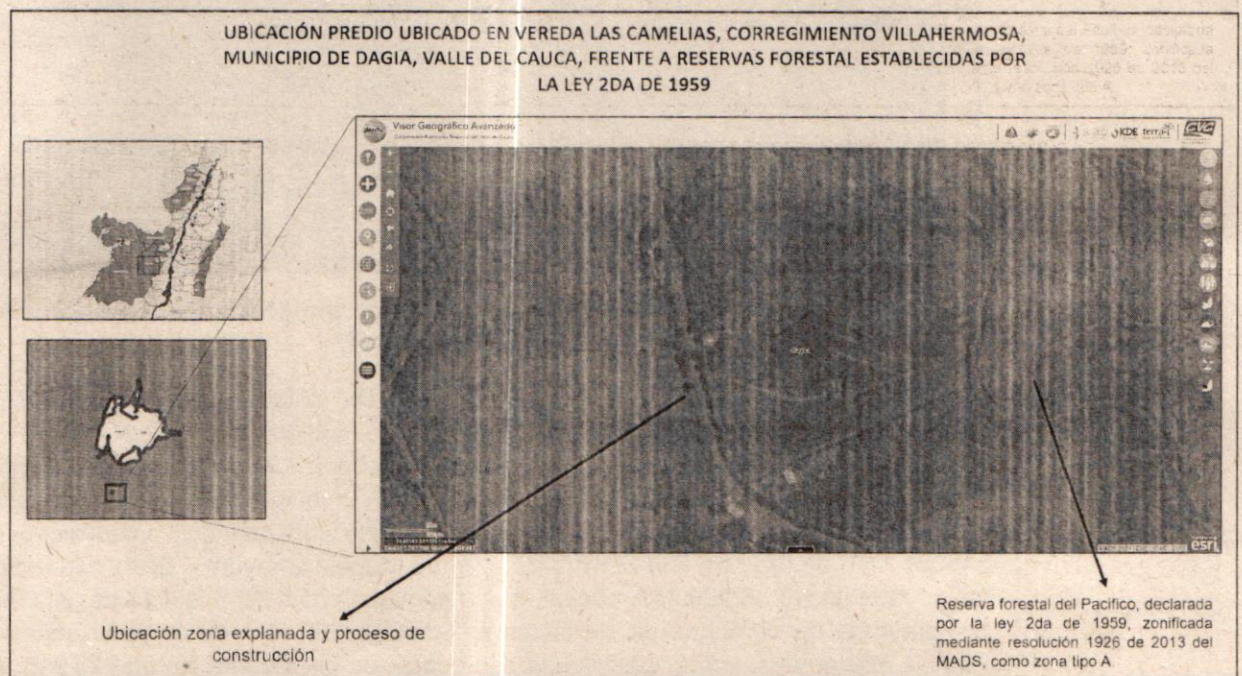 UBICACIÓN PREDIO UBICADO EN VEREDA LAS CAMELIAS, CORREGIMIENTO VILLAHERMOSA,
MUNICIPIO DE DAGIA, VALLE DEL CAUCA, FRENTE A RESERVAS FORESTAL ESTABLECIDAS POR
LA LEY 2DA DE 1959
Visor Geográfico Avanzado
KDE
CVC
esri
Ubicación zona explanada y proceso de
construcción
Reserva forestal del Pacifico, declarada
por la ley 2da de 1959, zonificada
mediante resolución 1926 de 2013 del
MADS, como zona tipo A